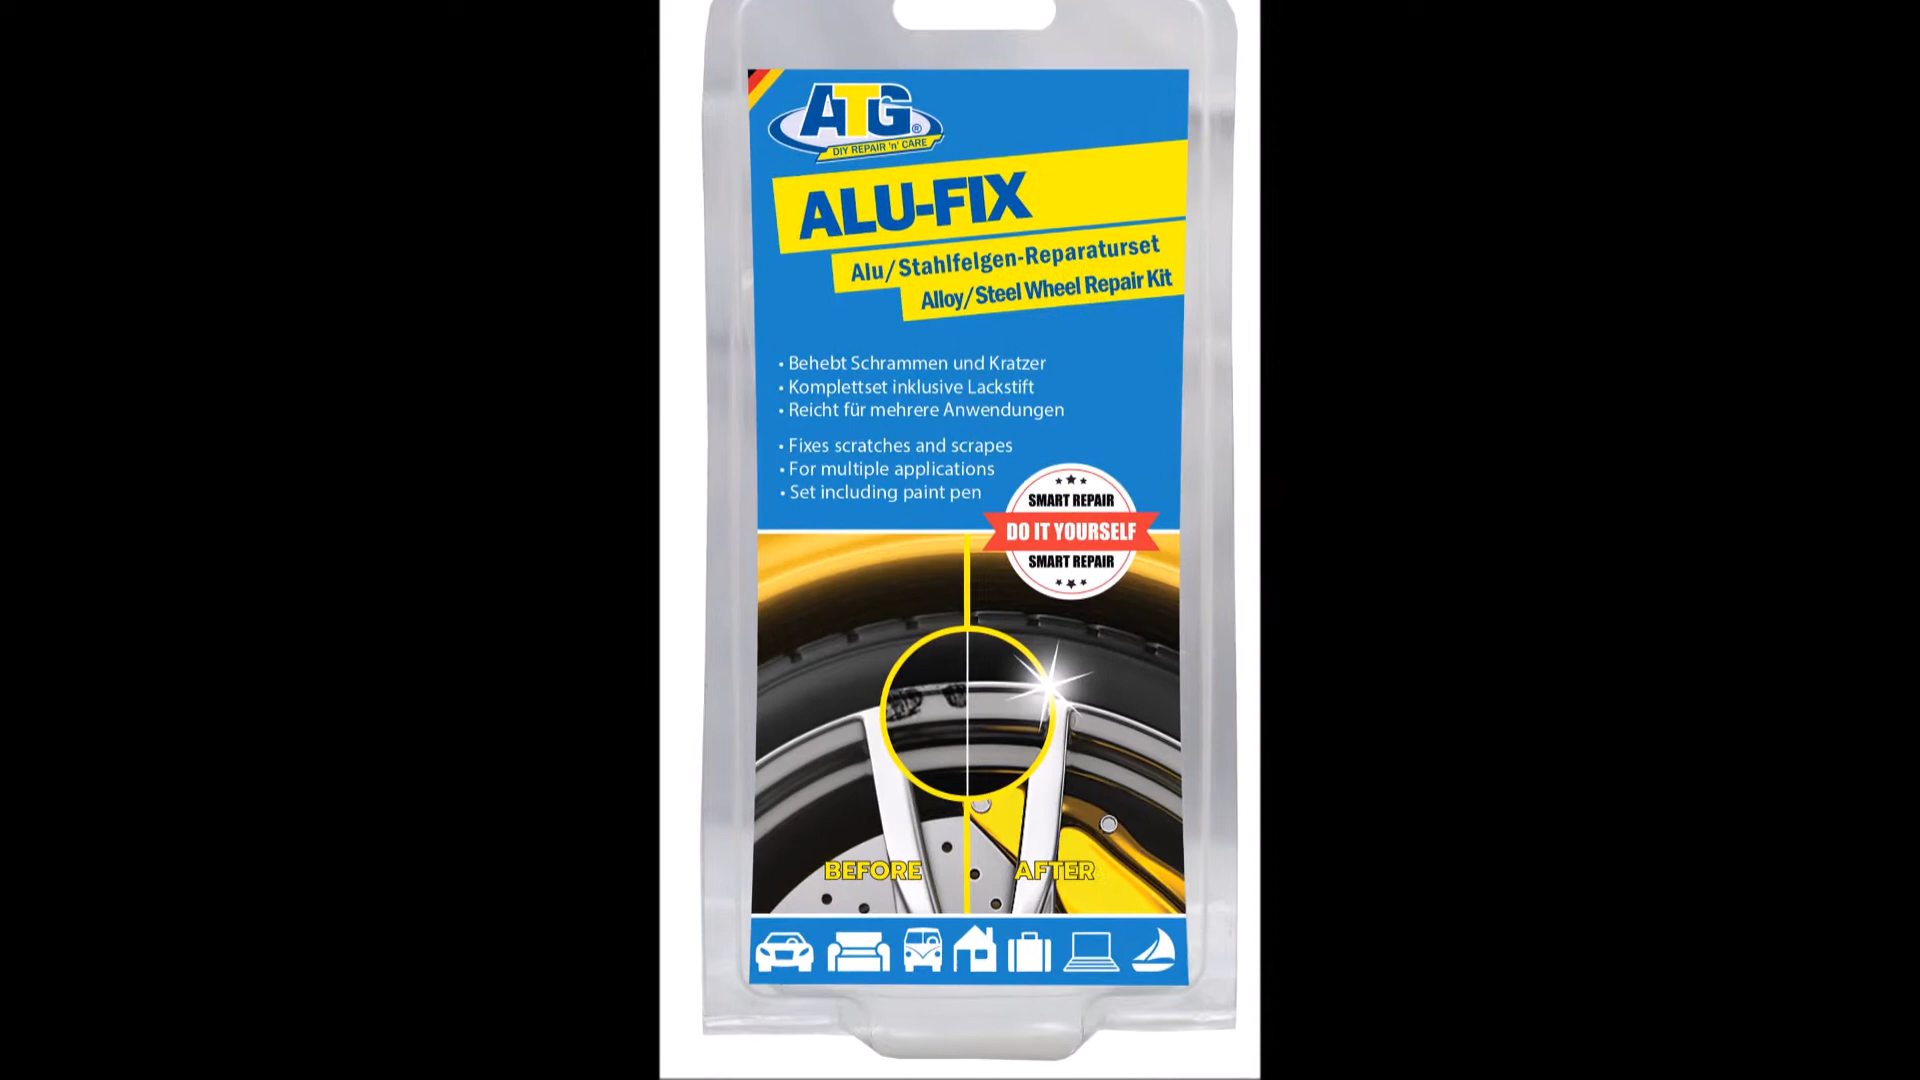 ATG®
DIY REPAIR 'n' CARE
ALU-FIX
Alu/Stahlfelgen-Reparaturset
Alloy/Steel Wheel Repair Kit
• Behebt Schrammen und Kratzer
• Komplettset inklusive Lackstift
• Reicht für mehrere Anwendungen
• Fixes scratches and scrapes
• For multiple applications
• Set including paint pen
SMART REPAIR
DO IT YOURSELF
SMART REPAIR
BEFORE AFTER